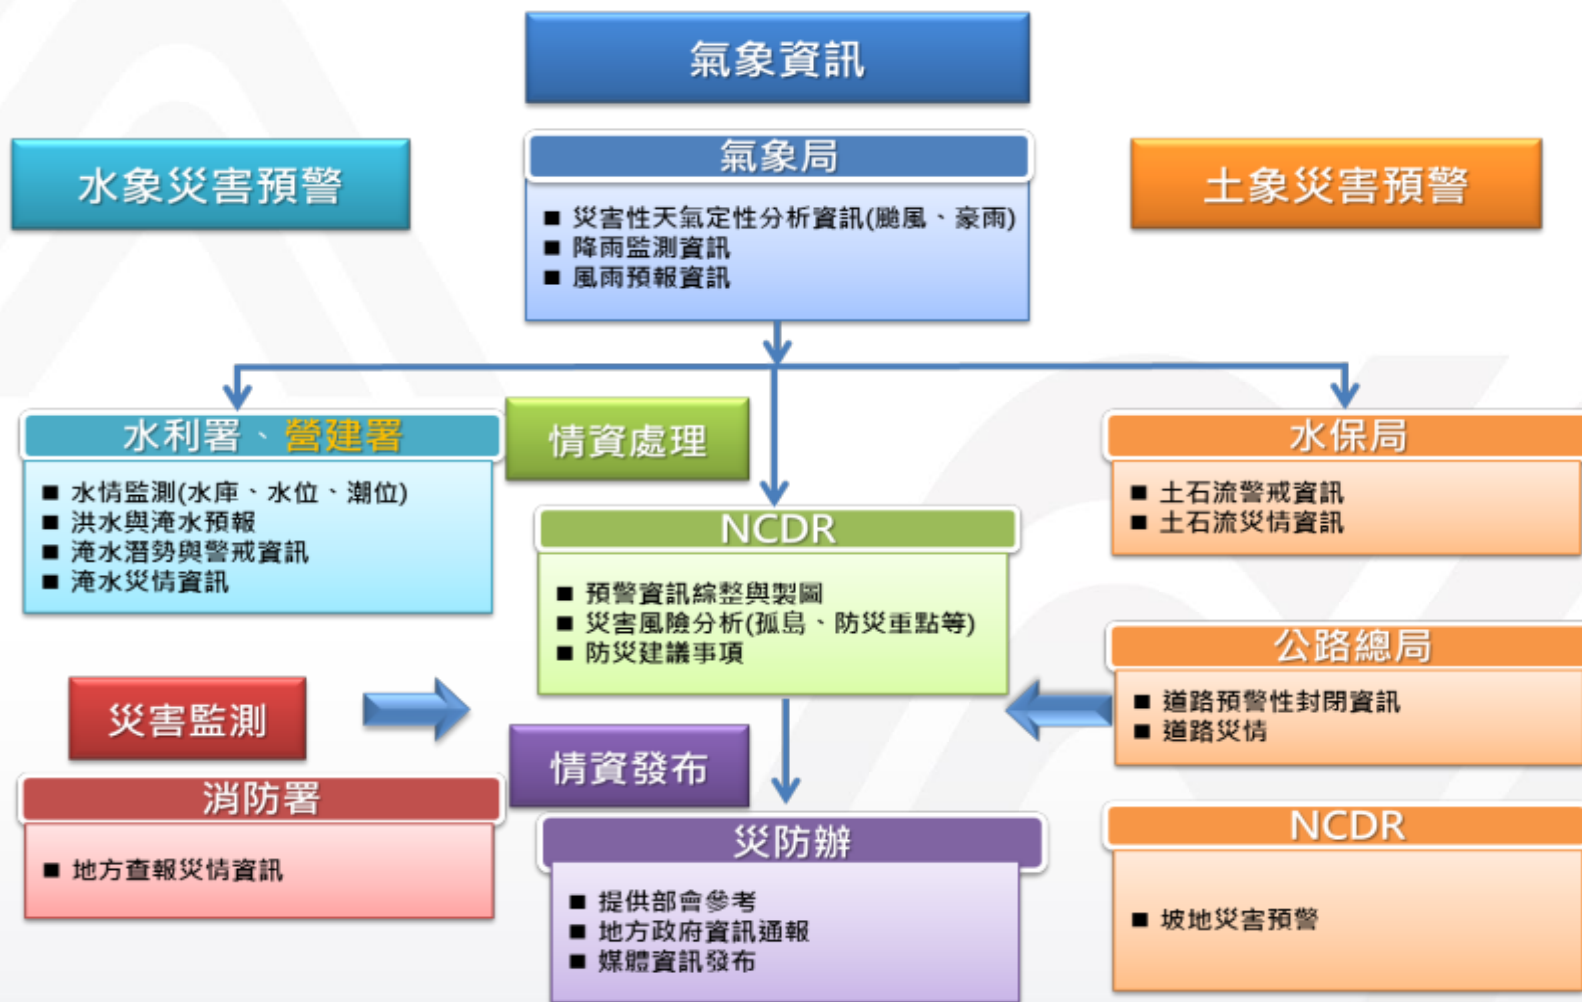 氣象資訊
氣象局
■ 災害性天氣定性分析資訊(颱風、豪雨)
■ 降雨監測資訊
■ 風雨預報資訊
水象災害預警
土象災害預警
水利署、營建署
■ 水情監測(水庫、水位、潮位)
■ 洪水與淹水預報
■ 淹水潛勢與警戒資訊
■ 淹水災情資訊
情資處理
NCDR
■ 預警資訊綜整與製圖
■ 災害風險分析(孤島、防災重點等)
■ 防災建議事項
水保局
■ 土石流警戒資訊
■ 土石流災情資訊
公路總局
■ 道路預警性封閉資訊
■ 道路災情
災害監測
消防署
■ 地方查報災情資訊
情資發布
災防辦
■ 提供部會參考
■ 地方政府資訊通報
■ 媒體資訊發布
NCDR
■ 坡地災害預警